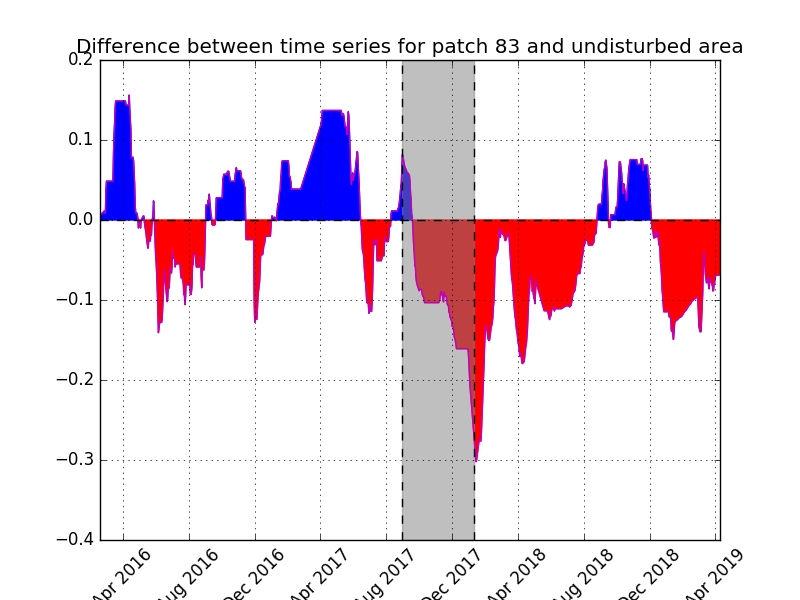 Difference between time series for patch 83 and undisturbed area
0.2
0.1
0.0
−0.1
−0.2
−0.3
−0.4
Apr 2016
Aug 2016
Dec 2016
Apr 2017
Aug 2017
Dec 2017
Apr 2018
Aug 2018
Dec 2018
Apr 2019